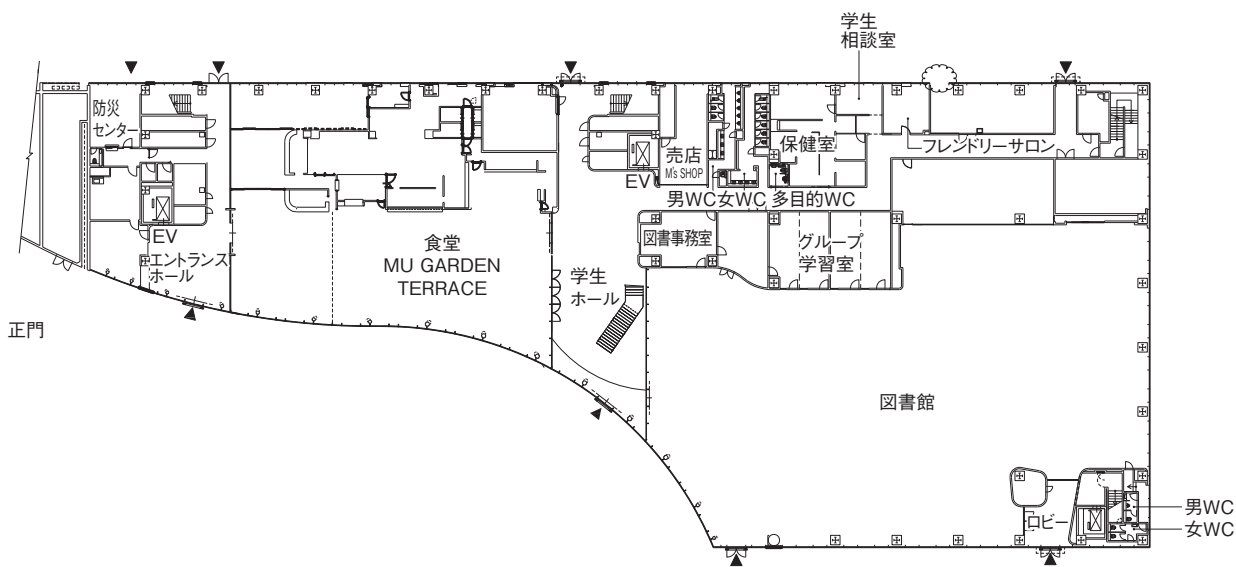 学生
相談室
防災
センター
売店
M's SHOP
保健室
フレンドリーサロン
EV
男WC
女WC
多目的WC
EV
図書事務室
グループ
学習室
食堂
MU GARDEN
TERRACE
エントランス
ホール
学生
ホール
正門
図書館
ロビー
男WC
女WC